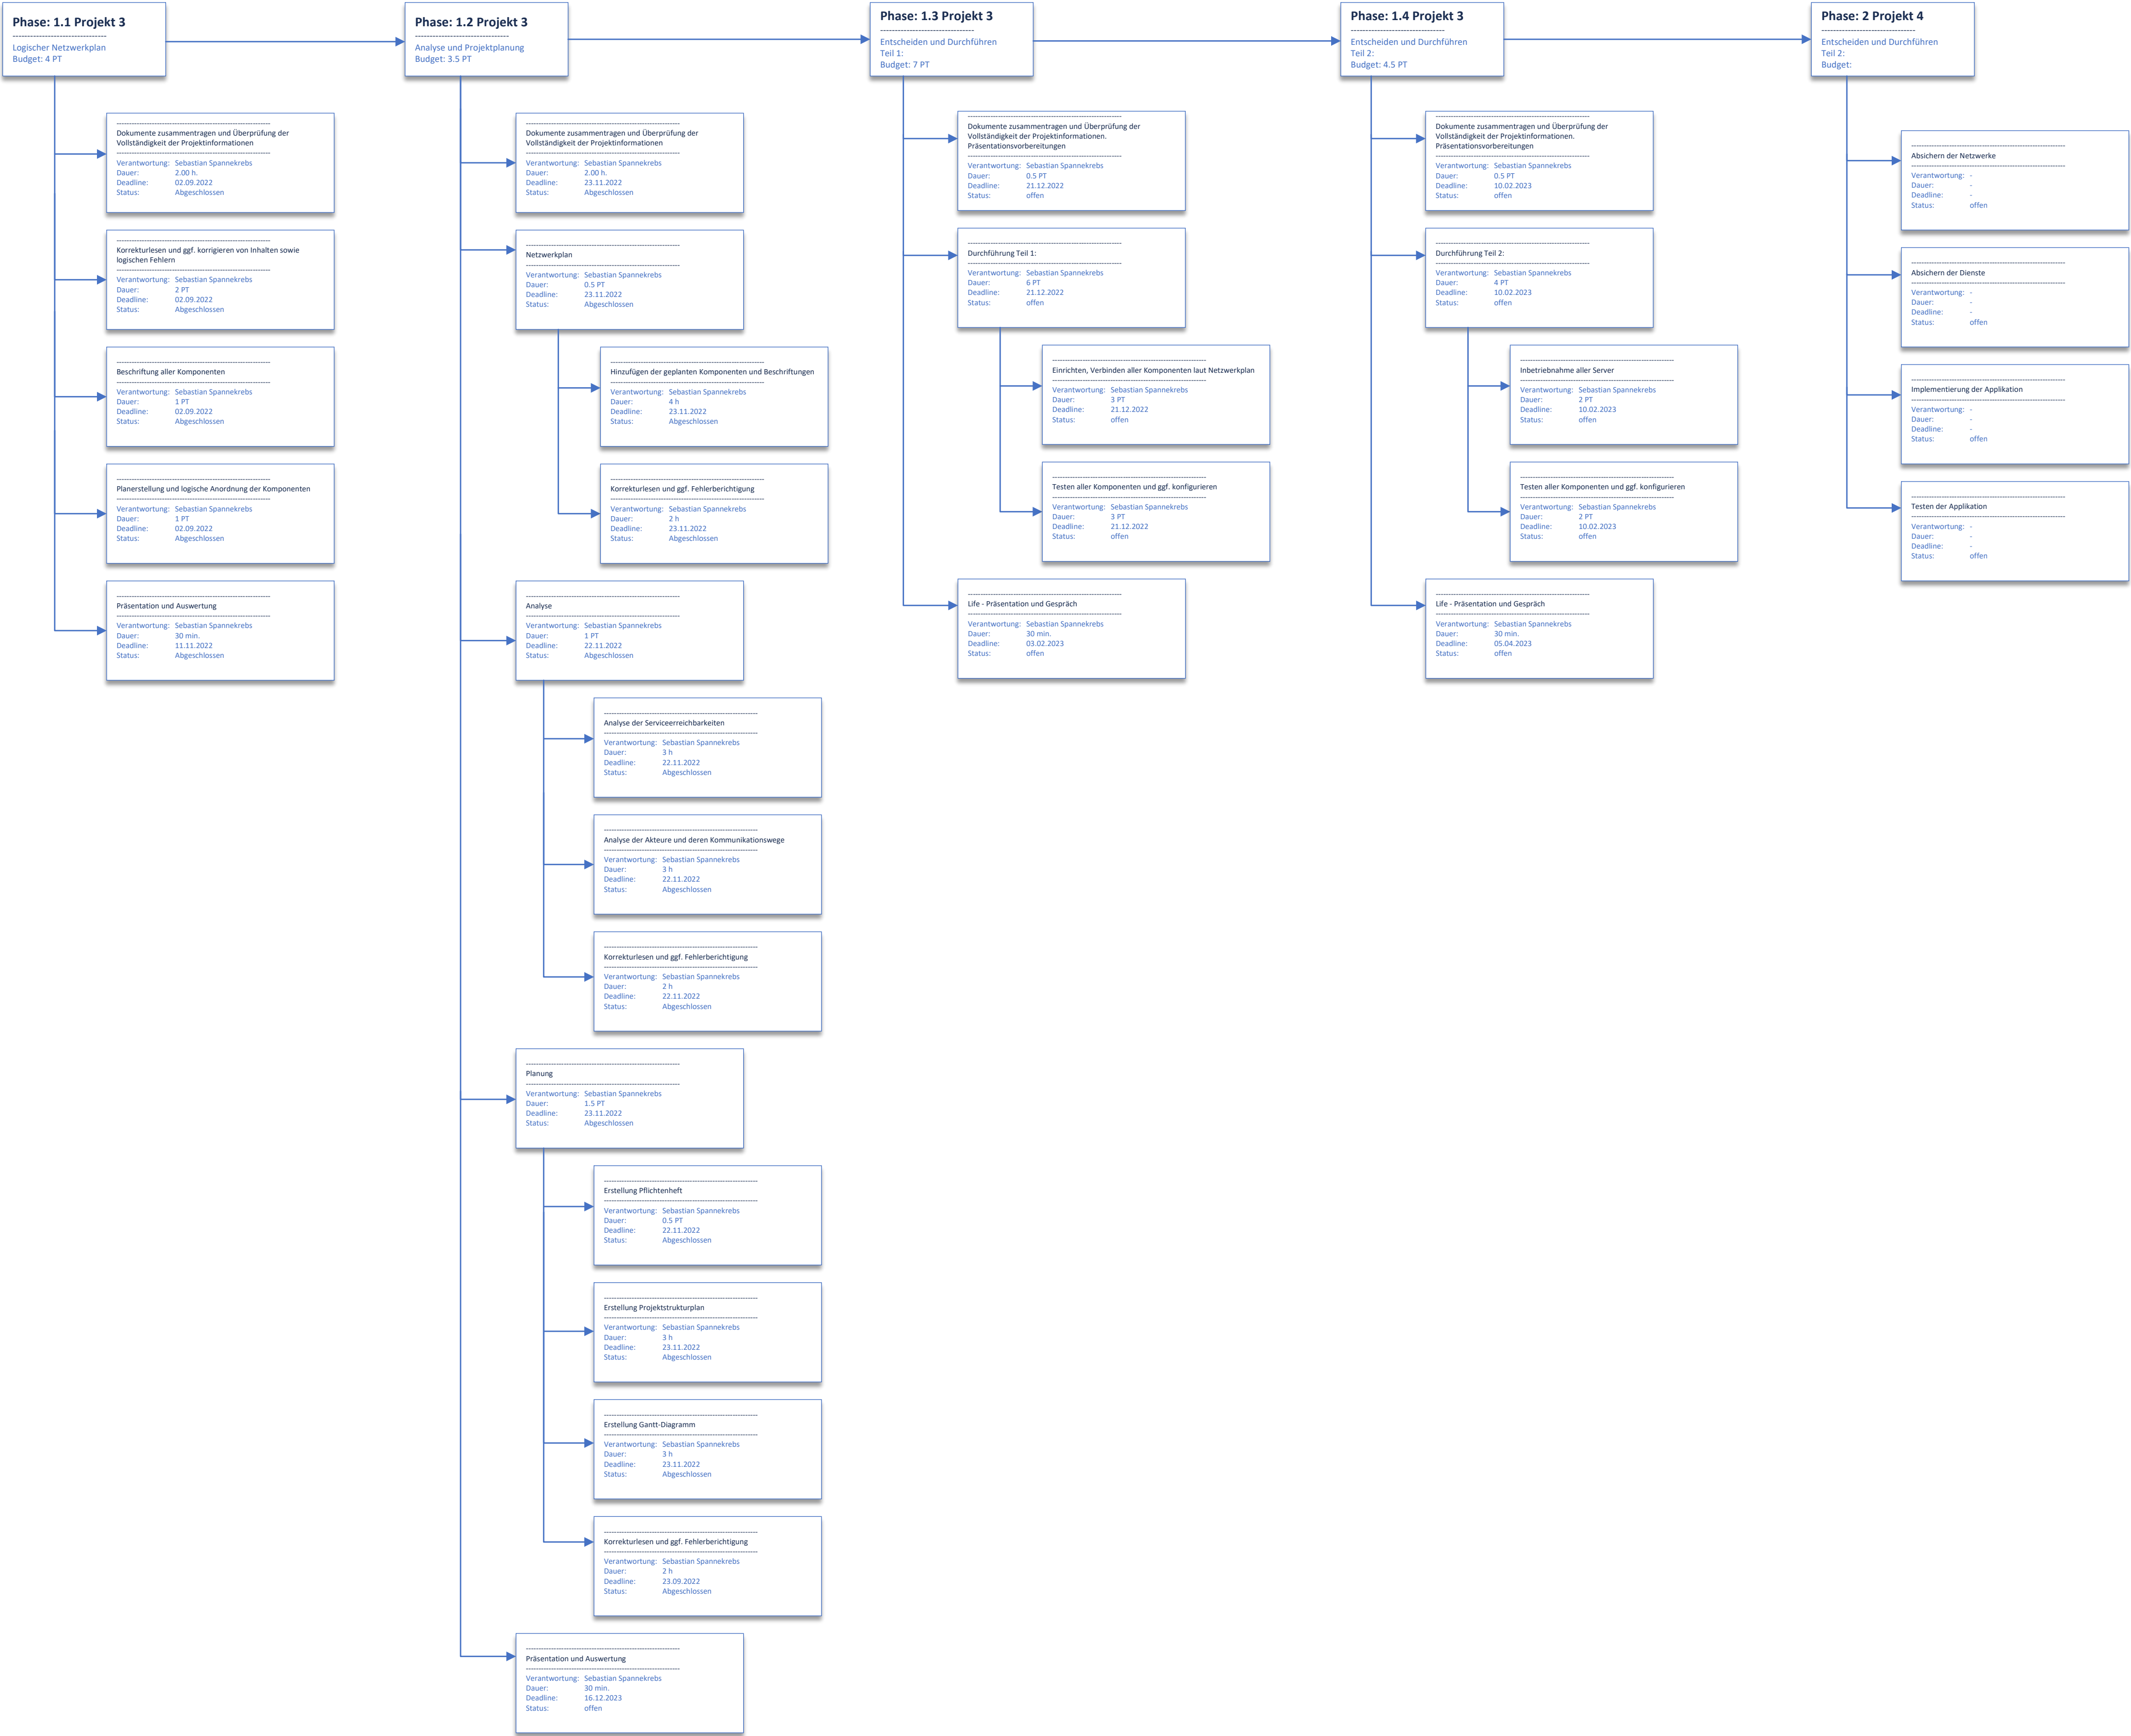 Phase: 1.1 Projekt 3
--------------------------------
Logischer Netzwerkplan
Budget: 4 PT
Dokumente zusammentragen und Überprüfung der
Vollständigkeit der Projektinformationen
Verantwortung: Sebastian Spannekrebs
Dauer: 2.00 h.
Deadline: 02.09.2022
Status: Abgeschlossen
Korrekturlesen und ggf. korrigieren von Inhalten sowie
logischen Fehlern
Verantwortung: Sebastian Spannekrebs
Dauer: 2 PT
Deadline: 02.09.2022
Status: Abgeschlossen
Beschriftung aller Komponenten
Verantwortung: Sebastian Spannekrebs
Dauer: 1 PT
Deadline: 02.09.2022
Status: Abgeschlossen
Planerstellung und logische Anordnung der Komponenten
Verantwortung: Sebastian Spannekrebs
Dauer: 1 PT
Deadline: 02.09.2022
Status: Abgeschlossen
Präsentation und Auswertung
Verantwortung: Sebastian Spannekrebs
Dauer: 30 min.
Deadline: 11.11.2022
Status: Abgeschlossen
Phase: 1.2 Projekt 3
--------------------------------
Analyse und Projektplanung
Budget: 3.5 PT
Dokumente zusammentragen und Überprüfung der
Vollständigkeit der Projektinformationen
Verantwortung: Sebastian Spannekrebs
Dauer: 2.00 h.
Deadline: 23.11.2022
Status: Abgeschlossen
Netzwerkplan
Verantwortung: Sebastian Spannekrebs
Dauer: 0.5 PT
Deadline: 23.11.2022
Status: Abgeschlossen
Hinzufügen der geplanten Komponenten und Beschriftungen
Verantwortung: Sebastian Spannekrebs
Dauer: 4 h
Deadline: 23.11.2022
Status: Abgeschlossen
Korrekturlesen und ggf. Fehlerberichtigung
Verantwortung: Sebastian Spannekrebs
Dauer: 2 h
Deadline: 23.11.2022
Status: Abgeschlossen
Analyse
Verantwortung: Sebastian Spannekrebs
Dauer: 1 PT
Deadline: 22.11.2022
Status: Abgeschlossen
Analyse der Serviceerreichbarkeiten
Verantwortung: Sebastian Spannekrebs
Dauer: 3 h
Deadline: 22.11.2022
Status: Abgeschlossen
Analyse der Akteure und deren Kommunikationswege
Verantwortung: Sebastian Spannekrebs
Dauer: 3 h
Deadline: 22.11.2022
Status: Abgeschlossen
Korrekturlesen und ggf. Fehlerberichtigung
Verantwortung: Sebastian Spannekrebs
Dauer: 2 h
Deadline: 22.11.2022
Status: Abgeschlossen
Planung
Verantwortung: Sebastian Spannekrebs
Dauer: 1.5 PT
Deadline: 23.11.2022
Status: Abgeschlossen
Erstellung Pflichtenheft
Verantwortung: Sebastian Spannekrebs
Dauer: 0.5 PT
Deadline: 22.11.2022
Status: Abgeschlossen
Erstellung Projektstrukturplan
Verantwortung: Sebastian Spannekrebs
Dauer: 3 h
Deadline: 23.11.2022
Status: Abgeschlossen
Erstellung Gantt-Diagramm
Verantwortung: Sebastian Spannekrebs
Dauer: 3 h
Deadline: 23.11.2022
Status: Abgeschlossen
Korrekturlesen und ggf. Fehlerberichtigung
Verantwortung: Sebastian Spannekrebs
Dauer: 2 h
Deadline: 23.09.2022
Status: Abgeschlossen
Präsentation und Auswertung
Verantwortung: Sebastian Spannekrebs
Dauer: 30 min.
Deadline: 16.12.2023
Status: offen
Phase: 1.3 Projekt 3
--------------------------------
Entscheiden und Durchführen
Teil 1:
Budget: 7 PT
Dokumente zusammentragen und Überprüfung der
Vollständigkeit der Projektinformationen.
Präsentationsvorbereitungen
Verantwortung: Sebastian Spannekrebs
Dauer: 0.5 PT
Deadline: 21.12.2022
Status: offen
Durchführung Teil 1:
Verantwortung: Sebastian Spannekrebs
Dauer: 6 PT
Deadline: 21.12.2022
Status: offen
Einrichten, Verbinden aller Komponenten laut Netzwerkplan
Verantwortung: Sebastian Spannekrebs
Dauer: 3 PT
Deadline: 21.12.2022
Status: offen
Testen aller Komponenten und ggf. konfigurieren
Verantwortung: Sebastian Spannekrebs
Dauer: 3 PT
Deadline: 21.12.2022
Status: offen
Life - Präsentation und Gespräch
Verantwortung: Sebastian Spannekrebs
Dauer: 30 min.
Deadline: 03.02.2023
Status: offen
Phase: 1.4 Projekt 3
--------------------------------
Entscheiden und Durchführen
Teil 2:
Budget: 4.5 PT
Dokumente zusammentragen und Überprüfung der
Vollständigkeit der Projektinformationen.
Präsentationsvorbereitungen
Verantwortung: Sebastian Spannekrebs
Dauer: 0.5 PT
Deadline: 10.02.2023
Status: offen
Durchführung Teil 2:
Verantwortung: Sebastian Spannekrebs
Dauer: 4 PT
Deadline: 10.02.2023
Status: offen
Inbetriebnahme aller Server
Verantwortung: Sebastian Spannekrebs
Dauer: 2 PT
Deadline: 10.02.2023
Status: offen
Testen aller Komponenten und ggf. konfigurieren
Verantwortung: Sebastian Spannekrebs
Dauer: 2 PT
Deadline: 10.02.2023
Status: offen
Life - Präsentation und Gespräch
Verantwortung: Sebastian Spannekrebs
Dauer: 30 min.
Deadline: 05.04.2023
Status: offen
Phase: 2 Projekt 4
--------------------------------
Entscheiden und Durchführen
Teil 2:
Budget:
Absichern der Netzwerke
Verantwortung: -
Dauer: -
Deadline: -
Status: offen
Absichern der Dienste
Verantwortung: -
Dauer: -
Deadline: -
Status: offen
Implementierung der Applikation
Verantwortung: -
Dauer: -
Deadline: -
Status: offen
Testen der Applikation
Verantwortung: -
Dauer: -
Deadline: -
Status: offen